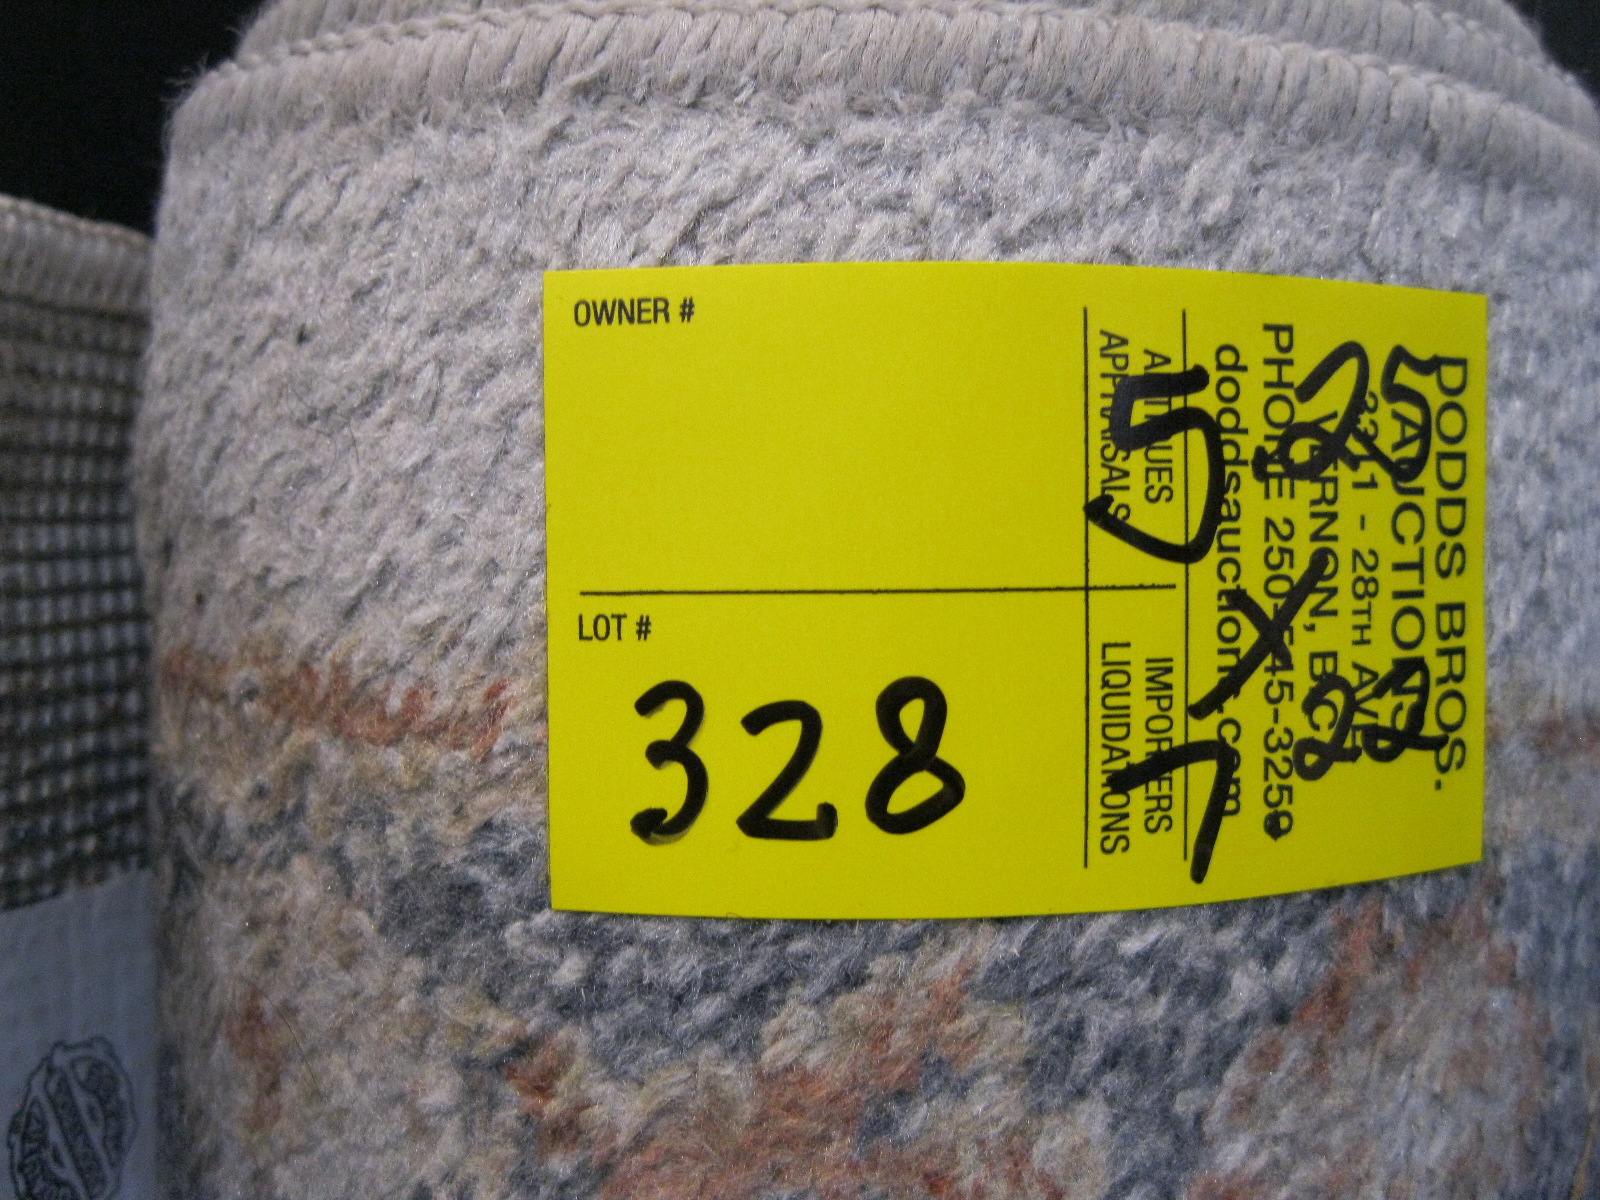 OWNER #
LOT #
328
DODDS BROS.
AUCTIONS
3311 - 28TH AVE
VERNON, BC
PHONE 250-545-3259
doddsauction.com
ANTIQUES IMPORTERS
APPRAISALS LIQUIDATIONS
5 X 7